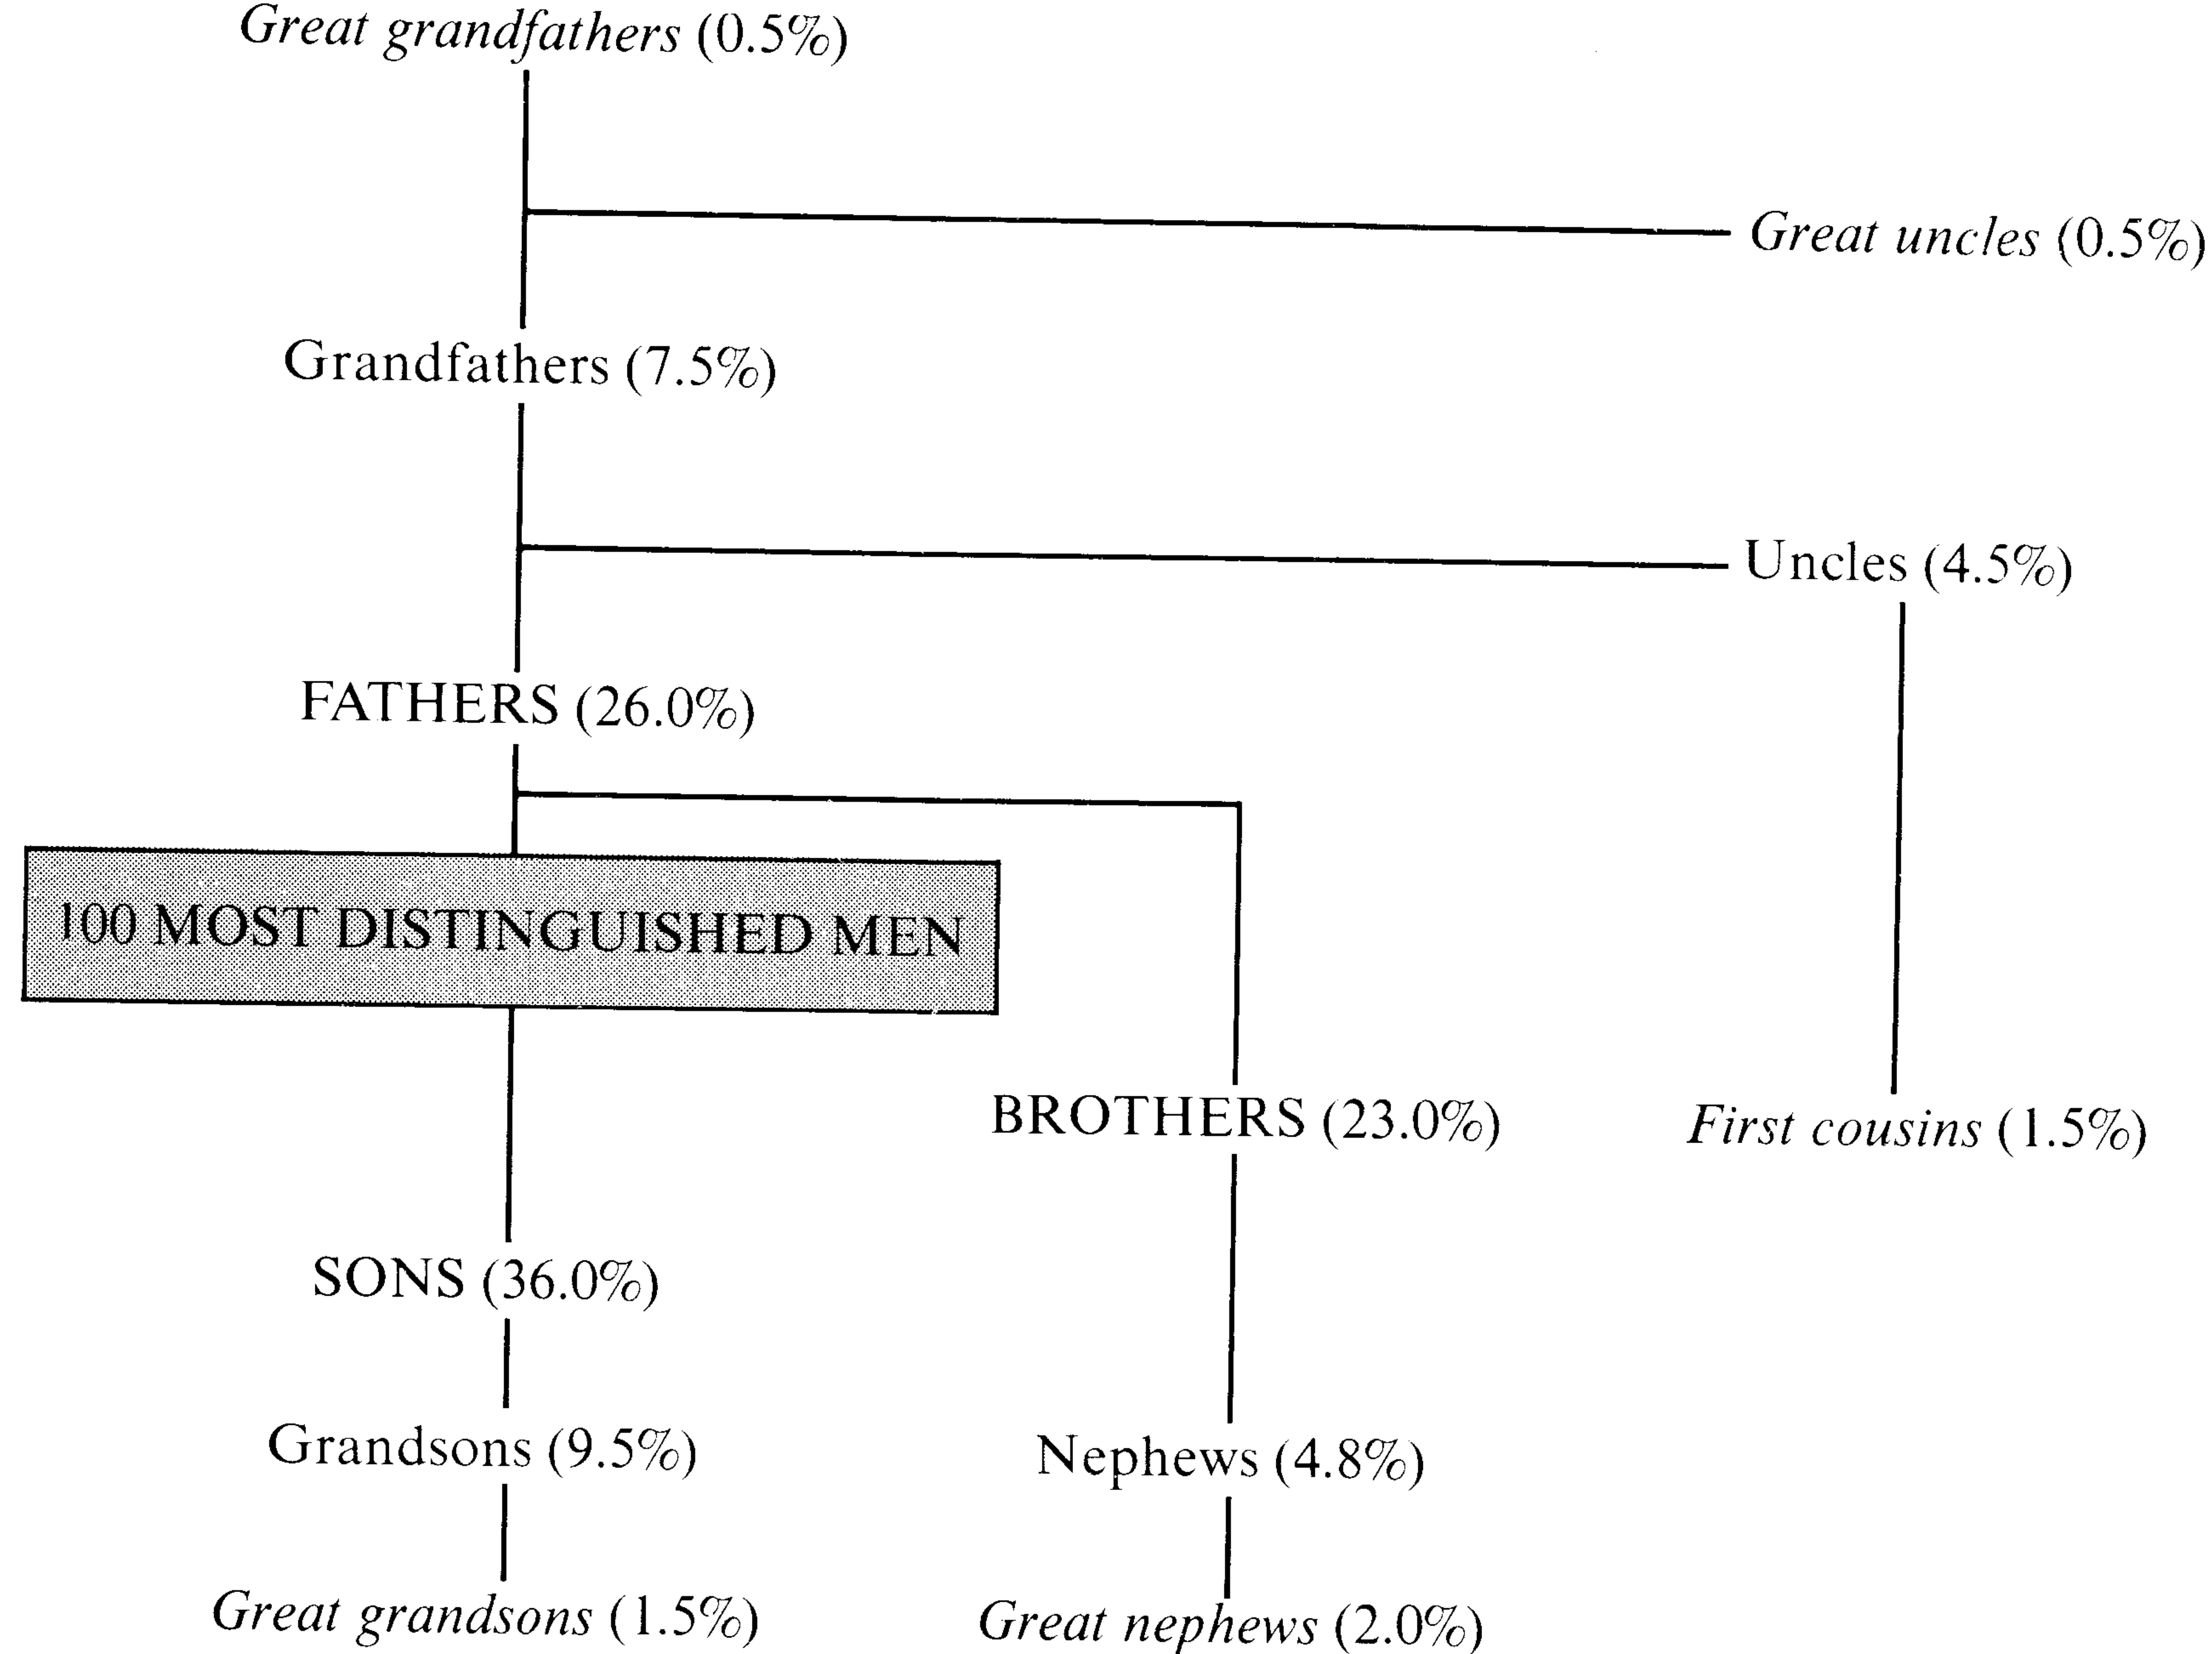 Great grandfathers (0.5%)
Great uncles (0.5%)
Grandfathers (7.5%)
Uncles (4.5%)
FATHERS (26.0%)
100 MOST DISTINGUISHED MEN
BROTHERS (23.0%)
First cousins (1.5%)
SONS (36.0%)
Grandsons (9.5%)
Nephews (4.8%)
Great grandsons (1.5%)
Great nephews (2.0%)